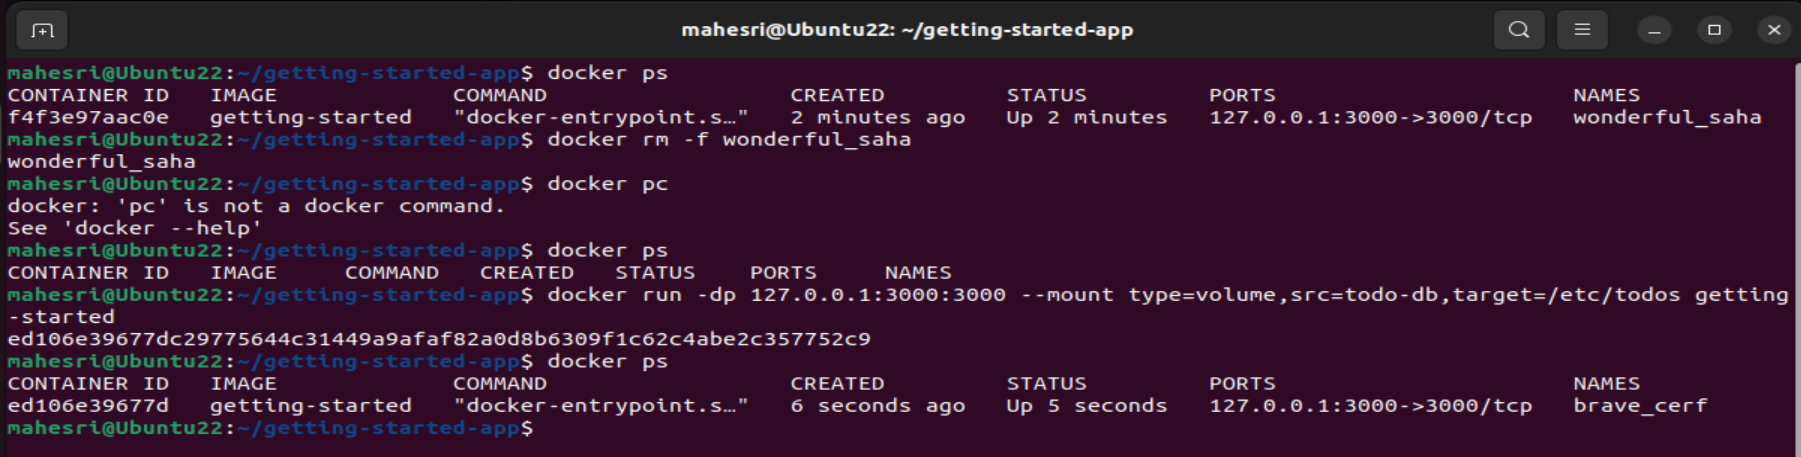 mahesri@Ubuntu22: ~/getting-started-app
mahesri@Ubuntu22:~/getting-started-app$ docker ps
CONTAINER ID   IMAGE             COMMAND                  CREATED         STATUS         PORTS                      NAMES
f4f3e97aac0e   getting-started   "docker-entrypoint.s…"   2 minutes ago   Up 2 minutes   127.0.0.1:3000->3000/tcp   wonderful_saha
mahesri@Ubuntu22:~/getting-started-app$ docker rm -f wonderful_saha
wonderful_saha
mahesri@Ubuntu22:~/getting-started-app$ docker pc
docker: 'pc' is not a docker command.
See 'docker --help'
mahesri@Ubuntu22:~/getting-started-app$ docker ps
CONTAINER ID   IMAGE     COMMAND   CREATED   STATUS    PORTS     NAMES
mahesri@Ubuntu22:~/getting-started-app$ docker run -dp 127.0.0.1:3000:3000 --mount type=volume,src=todo-db,target=/etc/todos getting
-started
ed106e39677dc29775644c31449a9afaf82a0d8b6309f1c62c4abe2c357752c9
mahesri@Ubuntu22:~/getting-started-app$ docker ps
CONTAINER ID   IMAGE             COMMAND                  CREATED         STATUS         PORTS                      NAMES
ed106e39677d   getting-started   "docker-entrypoint.s…"   6 seconds ago   Up 5 seconds   127.0.0.1:3000->3000/tcp   brave_cerf
mahesri@Ubuntu22:~/getting-started-app$